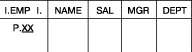 I.EMP I. NAME SAL MGR DEPT
P.XX